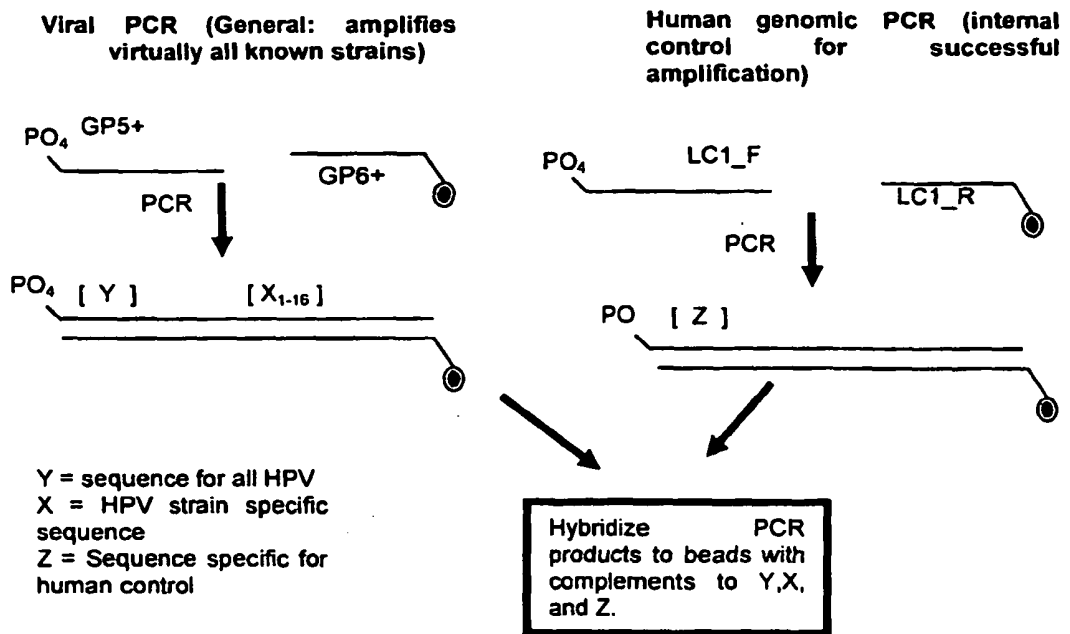 Viral PCR (General: amplifies
virtually all known strains)
Human genomic PCR (internal
control for successful
amplification)
PO4 GP5+
GP6+
PCR
PO4 LC1_F
LC1_R
PCR
PO4 [ Y ] [X1-16]
PO [ Z ]
Y = sequence for all HPV
X = HPV strain specific
sequence
Z = Sequence specific for
human control
Hybridize PCR
products to beads with
complements to Y,X,
and Z.